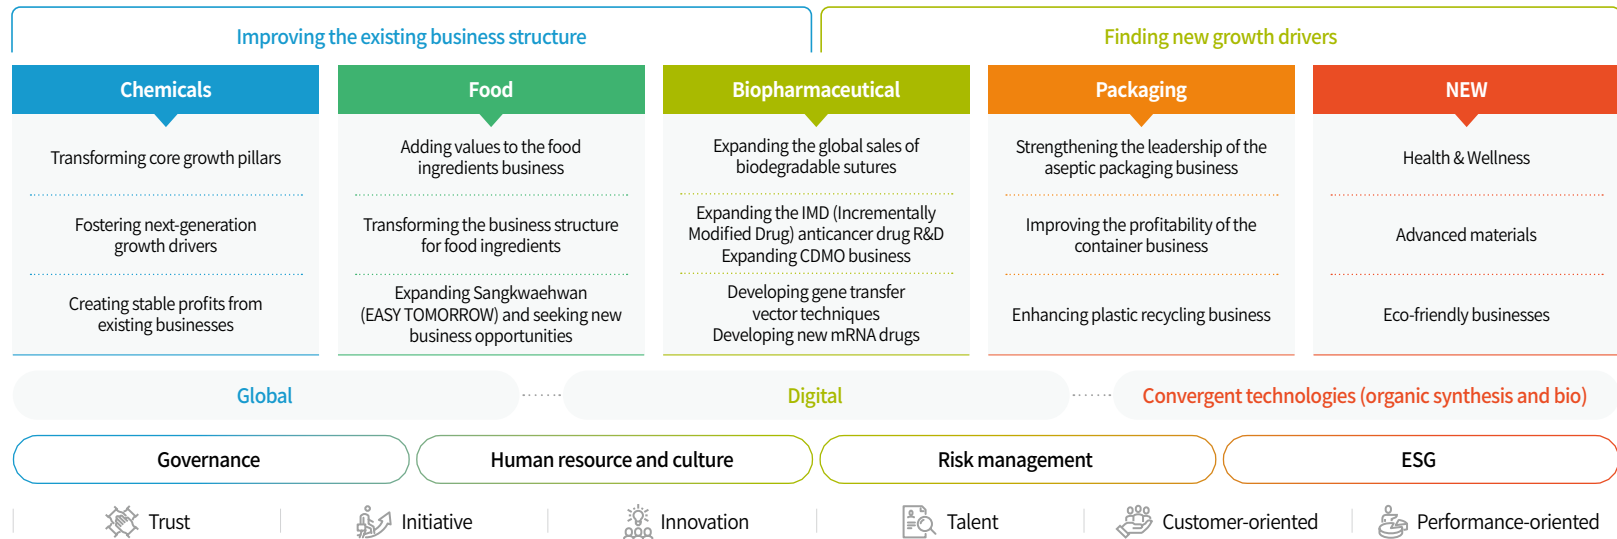 Improving the existing business structure
Finding new growth drivers
Chemicals
Transforming core growth pillars
Fostering next-generation
growth drivers
Creating stable profits from
existing businesses
Food
Adding values to the food
ingredients business
Transforming the business structure
for food ingredients
Expanding Sangkwaehwan
(EASY TOMORROW) and seeking new
business opportunities
Biopharmaceutical
Expanding the global sales of
biodegradable sutures
Expanding the IMD (Incrementally
Modified Drug) anticancer drug R&D
Expanding CDMO business
Developing gene transfer
vector techniques
Developing new mRNA drugs
Packaging
Strengthening the leadership of the
aseptic packaging business
Improving the profitability of the
container business
Enhancing plastic recycling business
NEW
Health & Wellness
Advanced materials
Eco-friendly businesses
Global
Digital
Convergent technologies (organic synthesis and bio)
Governance
Human resource and culture
Risk management
ESG
Trust
Initiative
Innovation
Talent
Customer-oriented
Performance-oriented